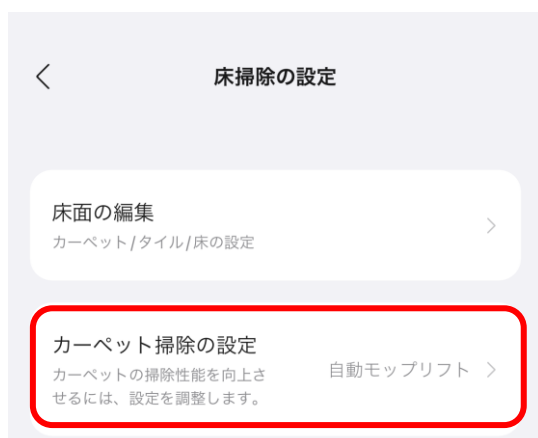 床掃除の設定
床面の編集
カーペット/タイル/床の設定
カーペット掃除の設定
カーペットの掃除性能を向上さ
せるには、設定を調整します。
自動モップリフト